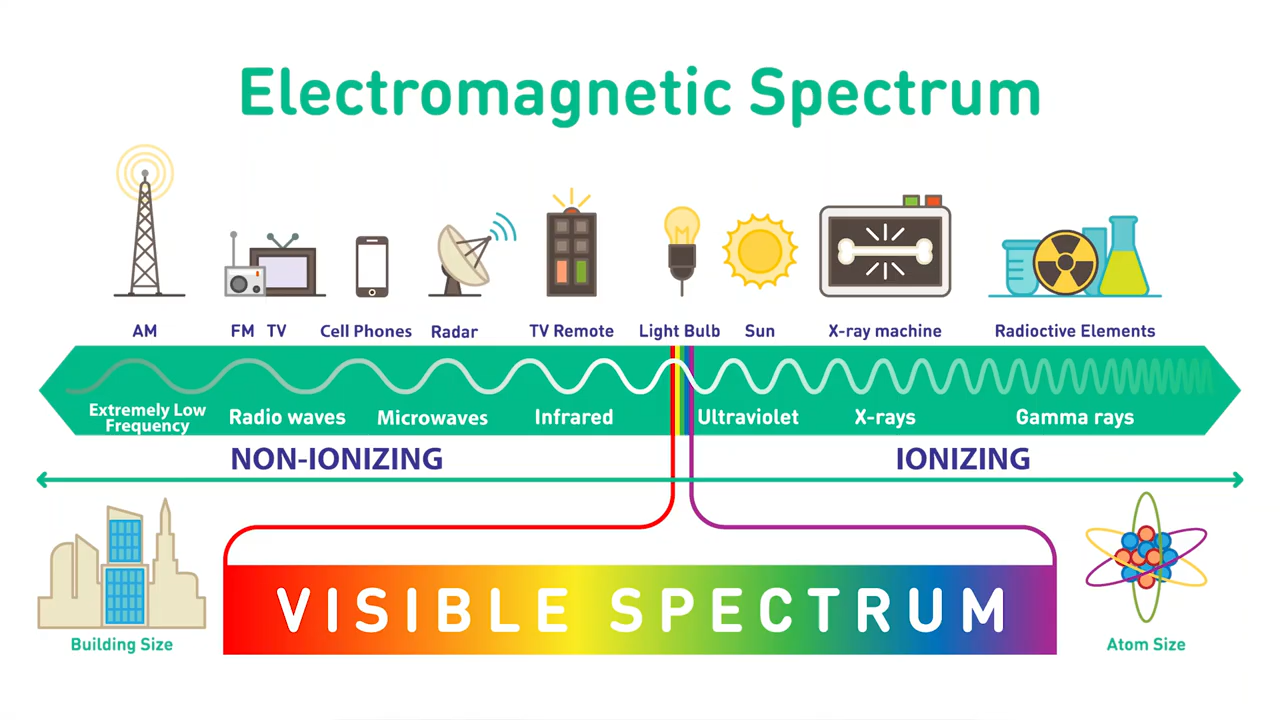 Electromagnetic Spectrum
AM
FM TV
Cell Phones
Radar
TV Remote
Light Bulb
Sun
X-ray machine
Radioctive Elements
Extremely Low
Frequency
Radio waves
Microwaves
Infrared
Ultraviolet
X-rays
Gamma rays
NON-IONIZING
IONIZING
VISIBLE SPECTRUM
Building Size
Atom Size